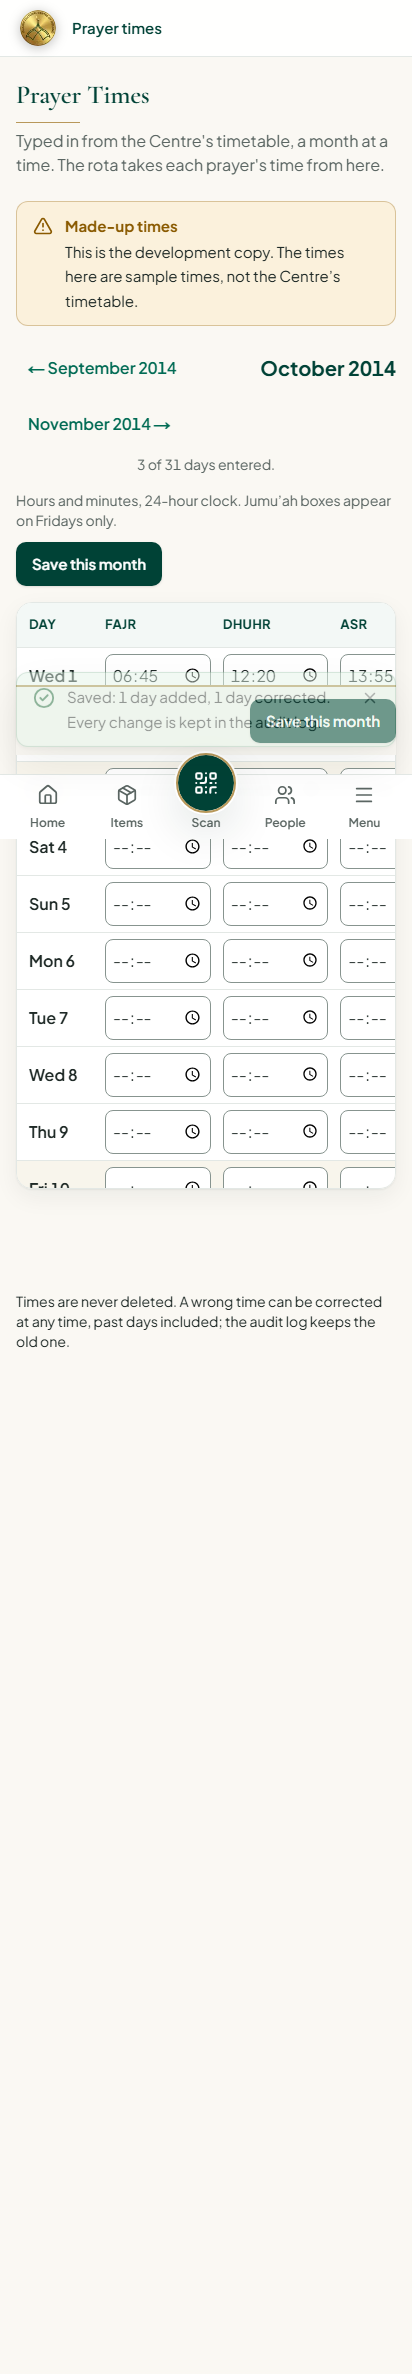 Prayer times
Prayer Times
Typed in from the Centre's timetable, a month at a
time. The rota takes each prayer's time from here.
Made-up times
This is the development copy. The times
here are sample times, not the Centre's
timetable.
← September 2014
October 2014
November 2014 →
3 of 31 days entered.
Hours and minutes, 24-hour clock. Jumu'ah boxes appear
on Fridays only.
Save this month
DAY FAJR DHUHR ASR
Wed 1 06:45 12:20 13:55
Saved: 1 day added, 1 day corrected.
Every change is kept in the audit log.
Save this month
Home Items Scan People Menu
Sat 4 --:-- --:-- --:--
Sun 5 --:-- --:-- --:--
Mon 6 --:-- --:-- --:--
Tue 7 --:-- --:-- --:--
Wed 8 --:-- --:-- --:--
Thu 9 --:-- --:-- --:--
Fri 10
Times are never deleted. A wrong time can be corrected
at any time, past days included; the audit log keeps the
old one.